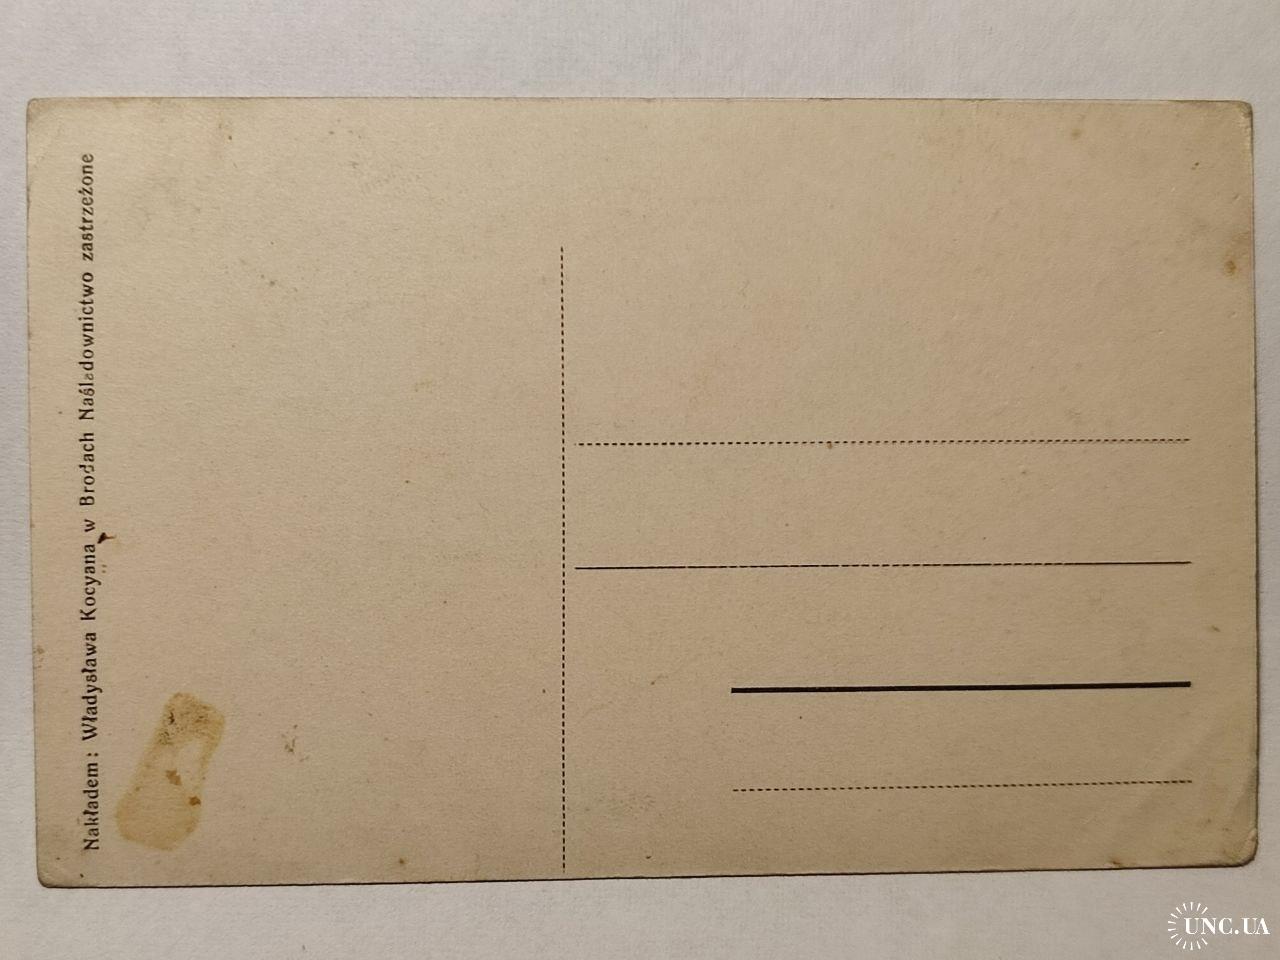 Nakładem: Władysława Kocyana w Brodach Naśladownictwo zastrzeżone
UNC.UA